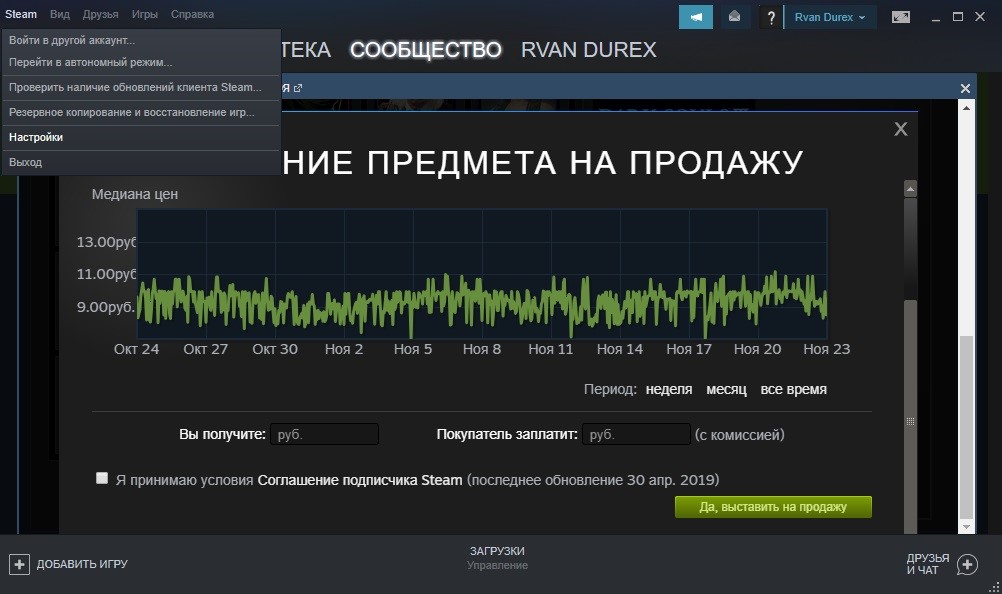 Steam Вид Друзья Игры Справка
? Rvan Durex
Войти в другой аккаунт...
Перейти в автономный режим...
Проверить наличие обновлений клиента Steam...
Резервное копирование и восстановление игр...
Настройки
Выход
ТЕКА СООБЩЕСТВО RVAN DUREX
Я
НИЕ ПРЕДМЕТА НА ПРОДАЖУ
X
Медиана цен
13.00руб
11.00руб
9.00руб.
Окт 24 Окт 27 Окт 30 Ноя 2 Ноя 5 Ноя 8 Ноя 11 Ноя 14 Ноя 17 Ноя 20 Ноя 23
Период: неделя месяц все время
Вы получите: руб. Покупатель заплатит: руб. (с комиссией)
Я принимаю условия Соглашение подписчика Steam (последнее обновление 30 апр. 2019)
Да, выставить на продажу
ДОБАВИТЬ ИГРУ
ЗАГРУЗКИ
Управление
ДРУЗЬЯ
И ЧАТ